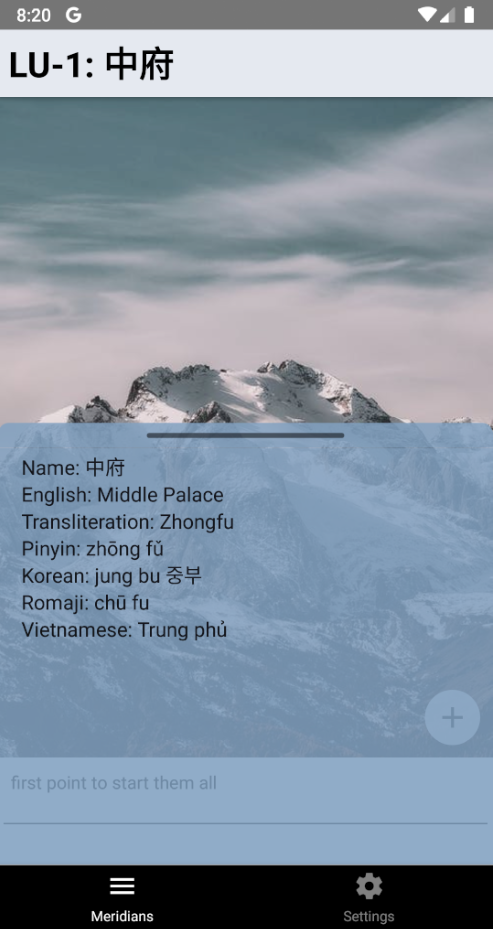 8:20 G
LU-1: 中府
Name: 中府
English: Middle Palace
Transliteration: Zhongfu
Pinyin: zhōng fǔ
Korean: jung bu 중부
Romaji: chū fu
Vietnamese: Trung phủ
first point to start them all
Meridians
Settings